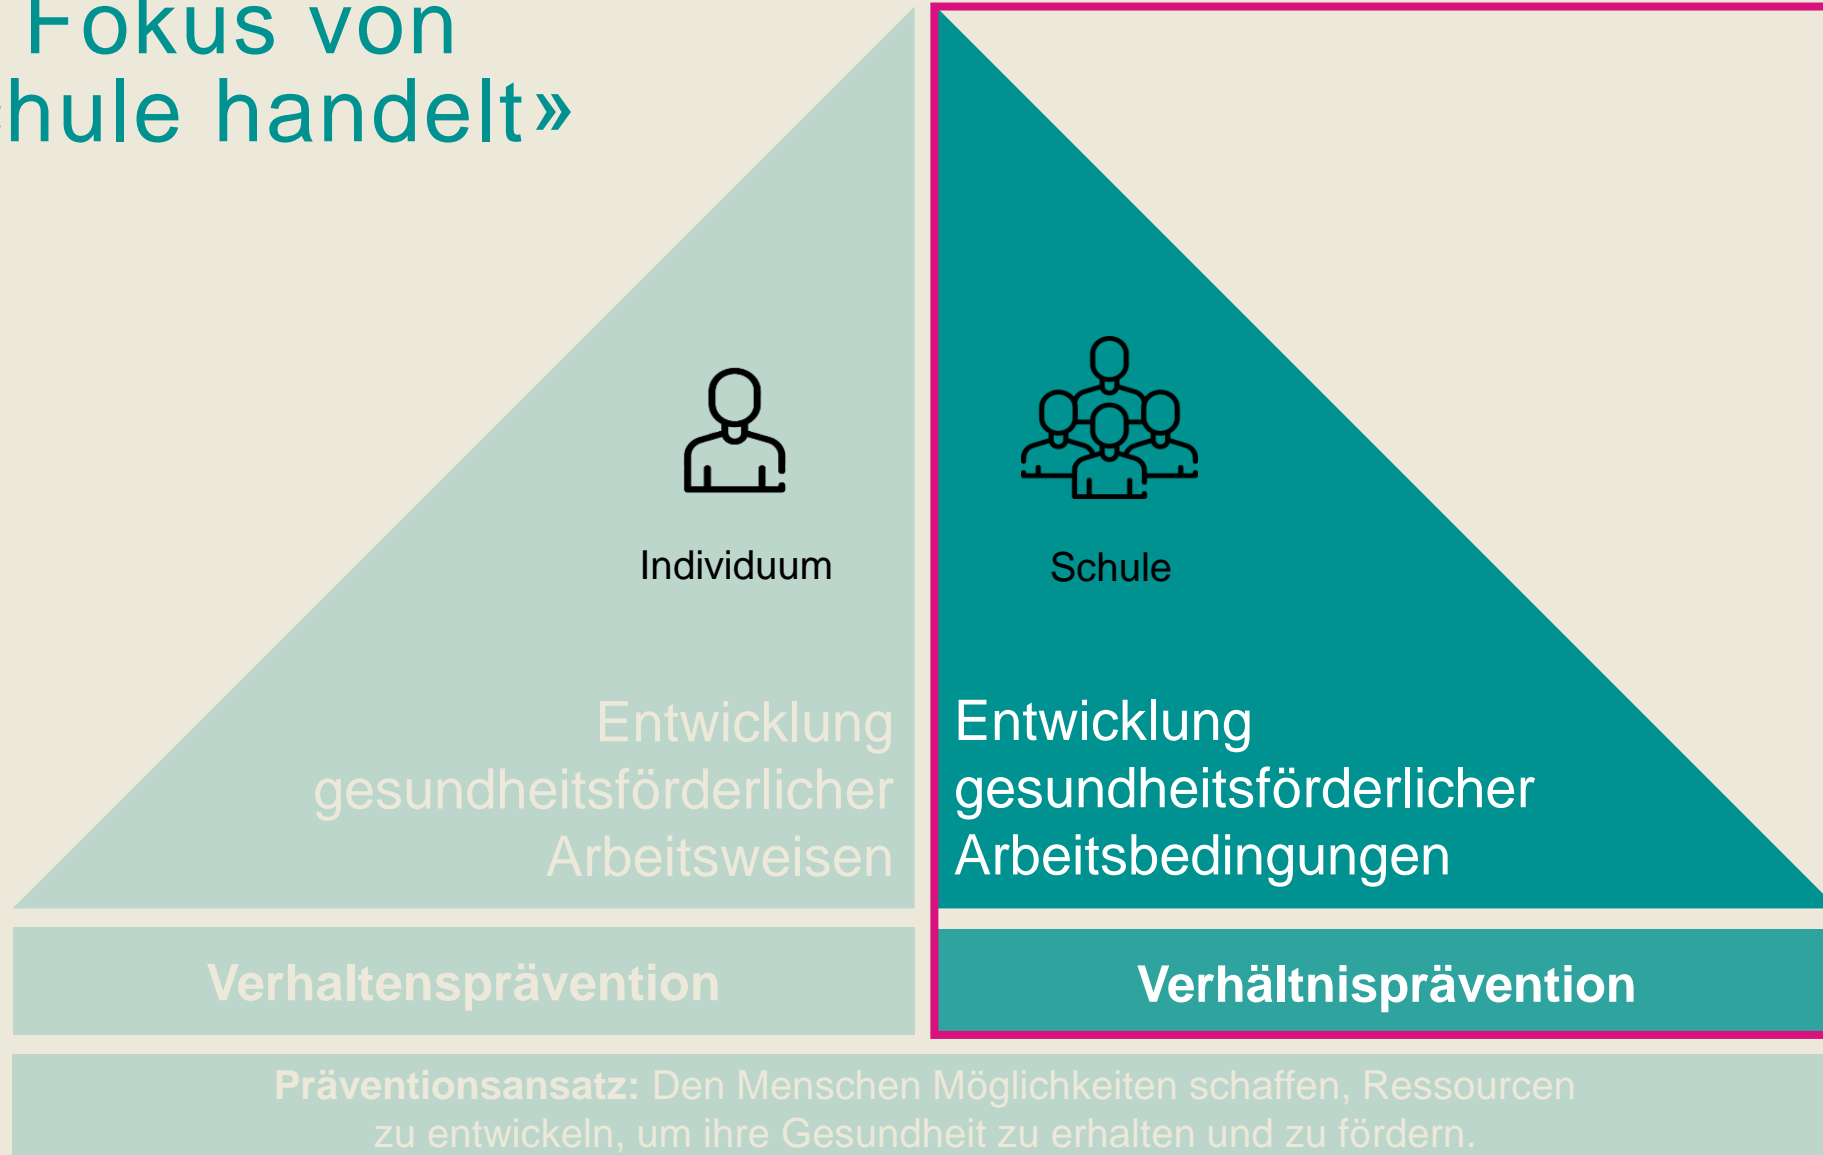 Fokus von
hule handelt»
Individuum
Schule
Entwicklung
gesundheitsförderlicher
Arbeitsweisen
Entwicklung
gesundheitsförderlicher
Arbeitsbedingungen
Verhaltensprävention
Verhältnisprävention
Präventionsansatz: Den Menschen Möglichkeiten schaffen, Ressourcen
zu entwickeln, um ihre Gesundheit zu erhalten und zu fördern.